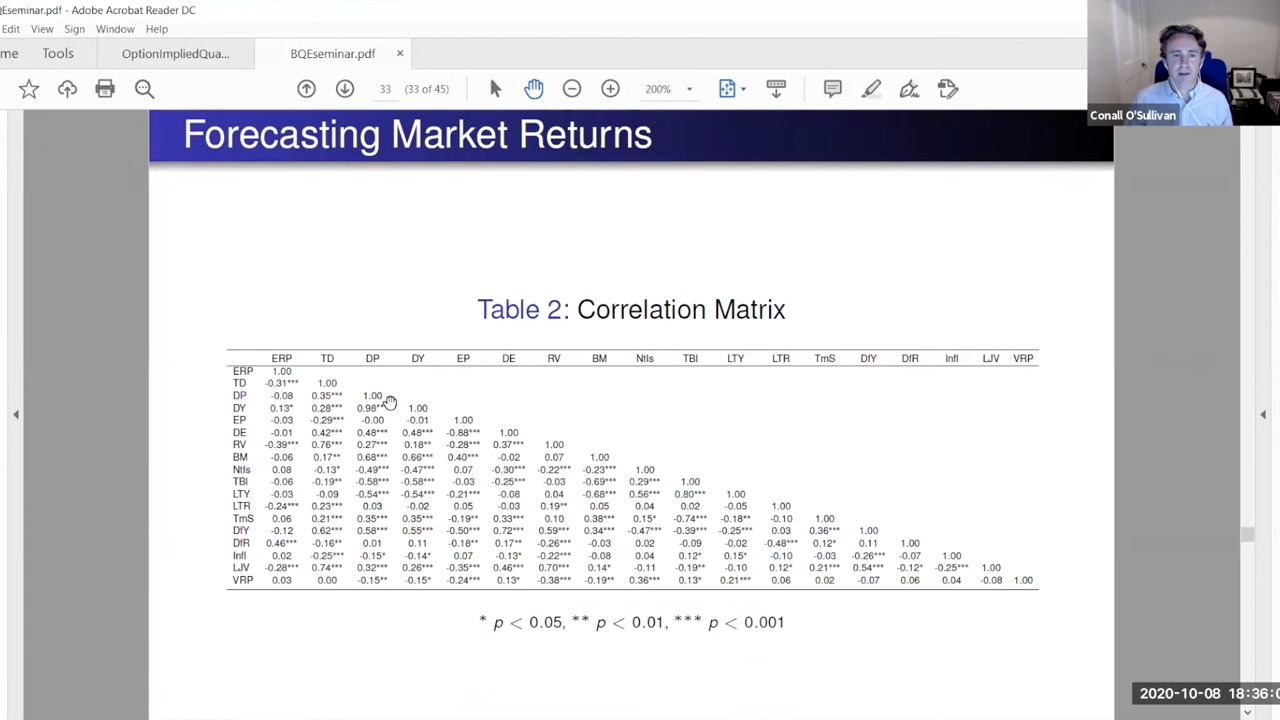 QEseminar.pdf - Adobe Acrobat Reader DC
Edit View Sign Window Help
me Tools OptionImpliedQua... BQEseminar.pdf ×
33 (33 of 45) 200%
Conall O'Sullivan
Forecasting Market Returns
Table 2: Correlation Matrix
ERP TD DP DY EP DE RV BM NtIs TBI LTY LTR TmS DfY DfR Infl LJV VRP
ERP 1.00
TD -0.31*** 1.00
DP -0.08 0.35*** 1.00
DY 0.13* 0.28*** 0.98** 1.00
EP -0.03 -0.29*** -0.00 -0.01 1.00
DE -0.01 0.42*** 0.48*** 0.48*** -0.88*** 1.00
RV -0.39*** 0.76*** 0.27*** 0.18** -0.28*** 0.37*** 1.00
BM -0.06 0.17** 0.68*** 0.66*** 0.40*** -0.02 0.07 1.00
NtIs 0.08 -0.13* -0.49*** -0.47*** 0.07 -0.30*** -0.22*** -0.23*** 1.00
TBI -0.06 -0.19** -0.58*** -0.58*** -0.03 -0.25*** -0.03 -0.69*** 0.29*** 1.00
LTY -0.03 -0.09 -0.54*** -0.54*** -0.21*** -0.08 0.04 -0.68*** 0.56*** 0.80*** 1.00
LTR -0.24*** 0.23*** 0.03 -0.02 0.05 -0.03 0.19** 0.05 0.04 0.02 -0.05 1.00
TmS 0.06 0.21*** 0.35*** 0.35*** -0.19** 0.33*** 0.10 0.38*** 0.15* -0.74*** -0.18** -0.10 1.00
DfY -0.12 0.62*** 0.58*** 0.55*** -0.50*** 0.72*** 0.59*** 0.34*** -0.47*** -0.39*** -0.25*** 0.03 0.36*** 1.00
DfR 0.46*** -0.16** 0.01 0.11 -0.18** 0.17** -0.26*** -0.03 0.02 -0.09 -0.02 -0.48*** 0.12* 0.11 1.00
Infl 0.02 -0.25*** -0.15* -0.14* 0.07 -0.13* -0.22*** -0.08 0.04 0.12* 0.15* -0.10 -0.03 -0.26*** -0.07 1.00
LJV -0.28*** 0.74*** 0.32*** 0.26*** -0.35*** 0.46*** 0.70*** 0.14* -0.11 -0.19** -0.10 0.12* 0.21*** 0.54*** -0.12* -0.25*** 1.00
VRP 0.03 0.00 -0.15** -0.15* -0.24*** 0.13* -0.38*** -0.19** 0.36*** 0.13* 0.21*** 0.06 0.02 -0.07 0.06 0.04 -0.08 1.00
* p < 0.05, ** p < 0.01, *** p < 0.001
2020-10-08 18:36:0